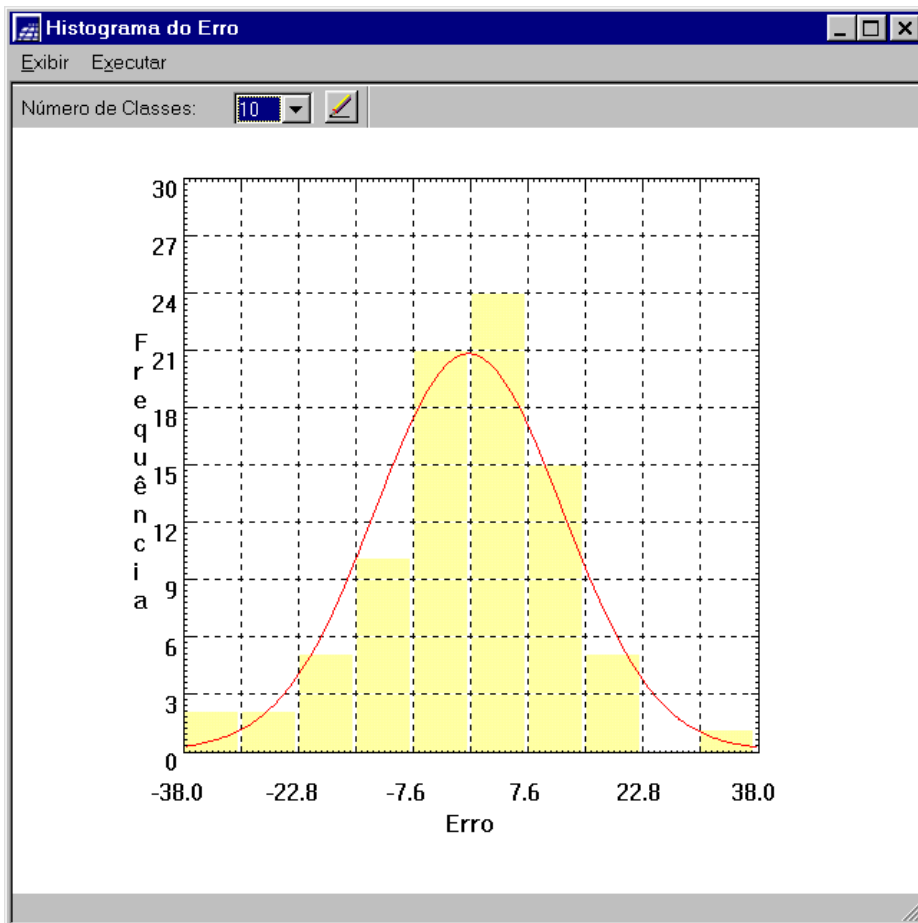 Histograma do Erro
Exibir Executar
Número de Classes: 10
30
27
24
21
18
15
12
9
6
3
0
Frequência
-38.0 -22.8 -7.6 7.6 22.8 38.0
Erro